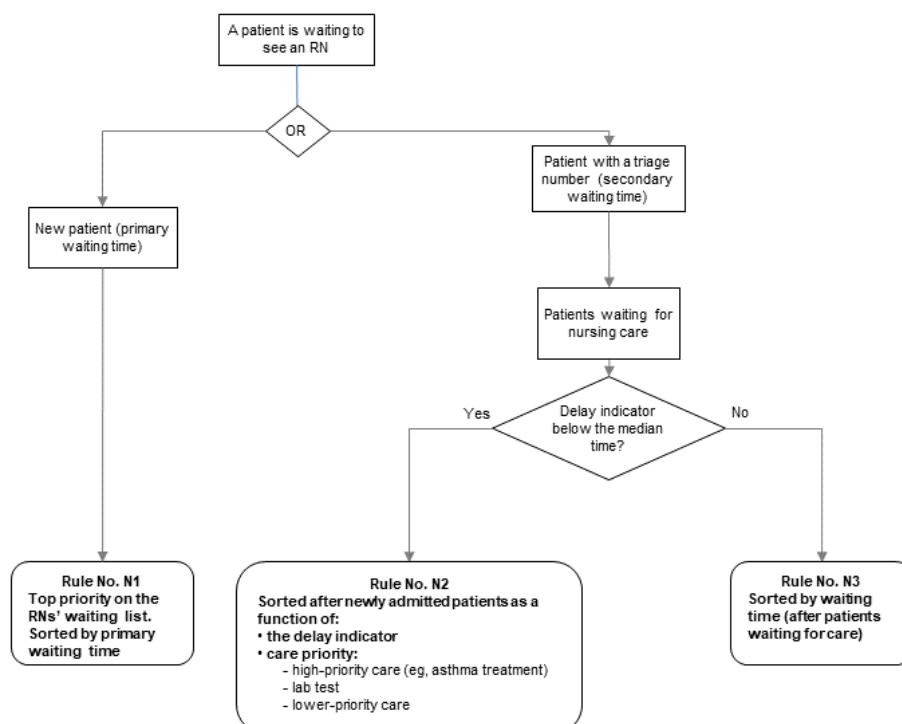 A patient is waiting to
see an RN
OR
Patient with a triage
number (secondary
waiting time)
New patient (primary
waiting time)
Patients waiting for
nursing care
Yes
Delay indicator
below the median
time?
No
Rule No. N1
Top priority on the
RNs' waiting list.
Sorted by primary
waiting time
Rule No. N2
Sorted after newly admitted patients as a
function of:
• the delay indicator
• care priority:
- high-priority care (eg, asthma treatment)
- lab test
- lower-priority care
Rule No. N3
Sorted by waiting
time (after patients
waiting for care)